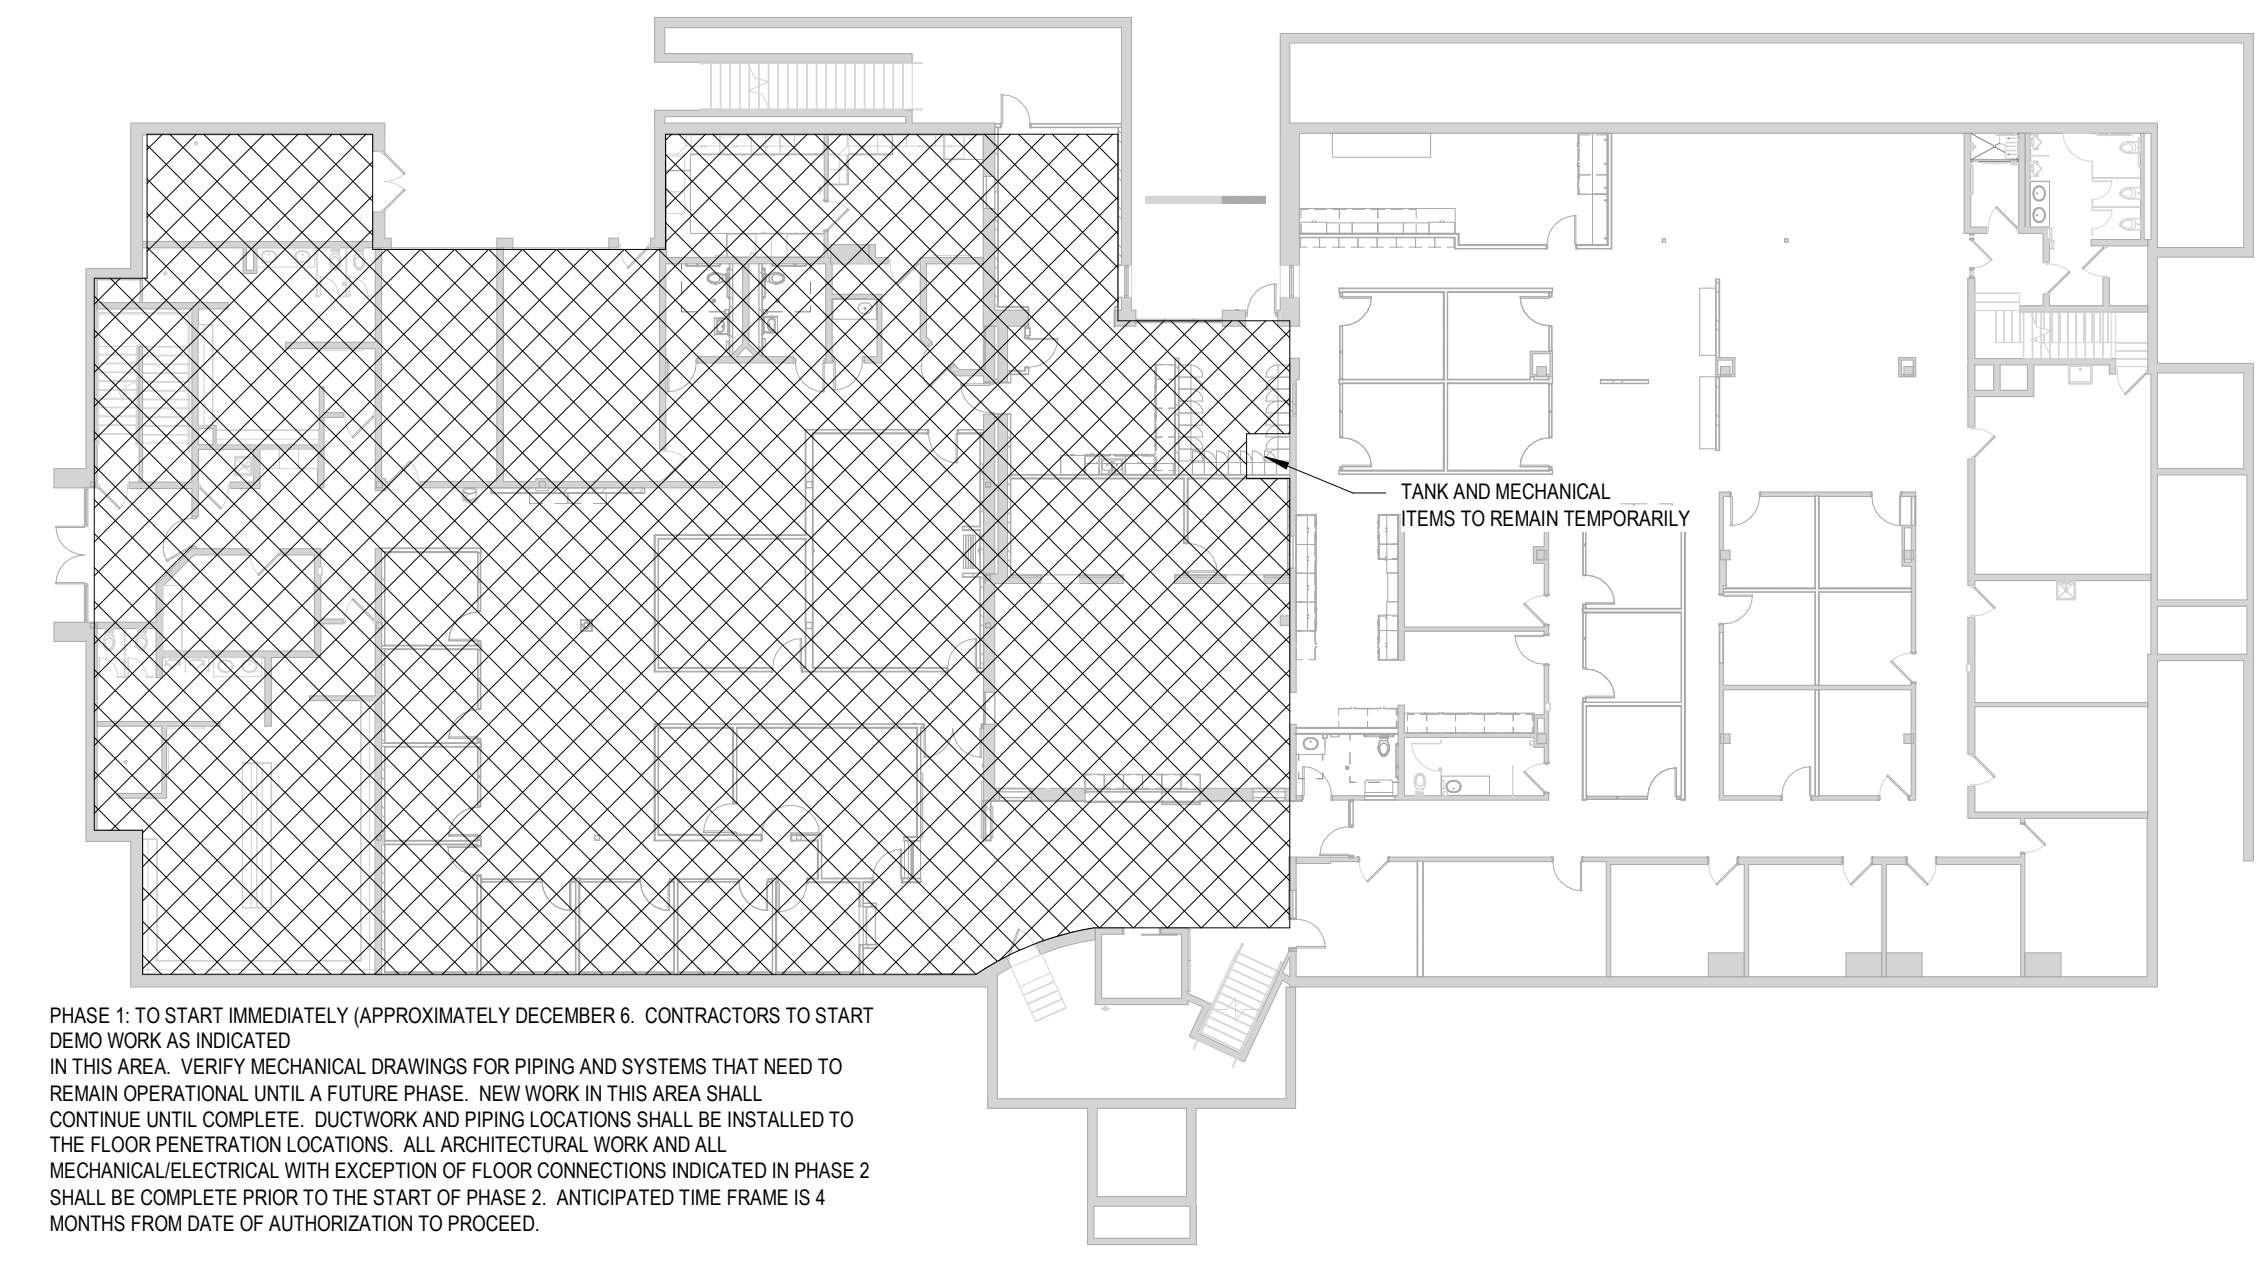 TANK AND MECHANICAL
ITEMS TO REMAIN TEMPORARILY
PHASE 1: TO START IMMEDIATELY (APPROXIMATELY DECEMBER 6. CONTRACTORS TO START
DEMO WORK AS INDICATED
IN THIS AREA. VERIFY MECHANICAL DRAWINGS FOR PIPING AND SYSTEMS THAT NEED TO
REMAIN OPERATIONAL UNTIL A FUTURE PHASE. NEW WORK IN THIS AREA SHALL
CONTINUE UNTIL COMPLETE. DUCTWORK AND PIPING LOCATIONS SHALL BE INSTALLED TO
THE FLOOR PENETRATION LOCATIONS. ALL ARCHITECTURAL WORK AND ALL
MECHANICAL/ELECTRICAL WITH EXCEPTION OF FLOOR CONNECTIONS INDICATED IN PHASE 2
SHALL BE COMPLETE PRIOR TO THE START OF PHASE 2. ANTICIPATED TIME FRAME IS 4
MONTHS FROM DATE OF AUTHORIZATION TO PROCEED.